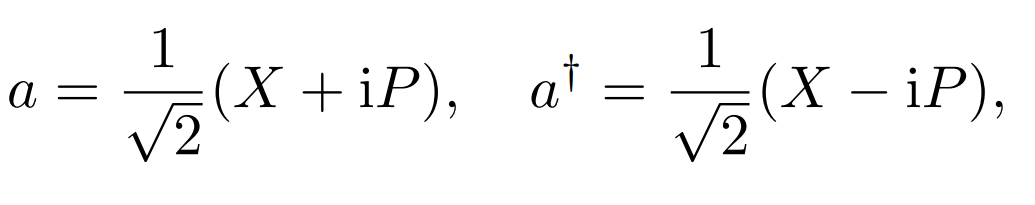 a = \frac{1}{\sqrt{2}}(X + \mathrm{i}P), \quad a^\dagger = \frac{1}{\sqrt{2}}(X - \mathrm{i}P),